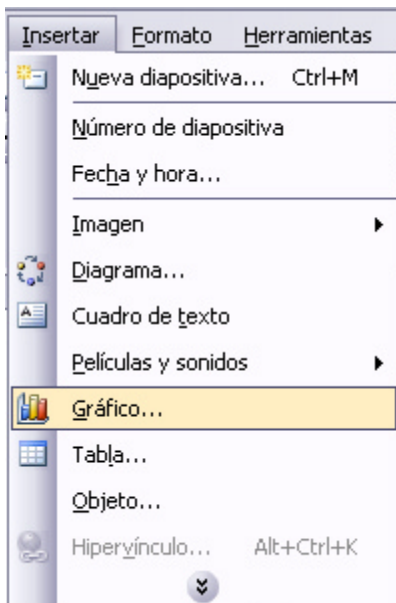 Insertar Formato Herramientas
Nueva diapositiva... Ctrl+M
Número de diapositiva
Fecha y hora...
Imagen
Diagrama...
Cuadro de texto
Películas y sonidos
Gráfico...
Tabla...
Objeto...
Hipervínculo... Alt+Ctrl+K